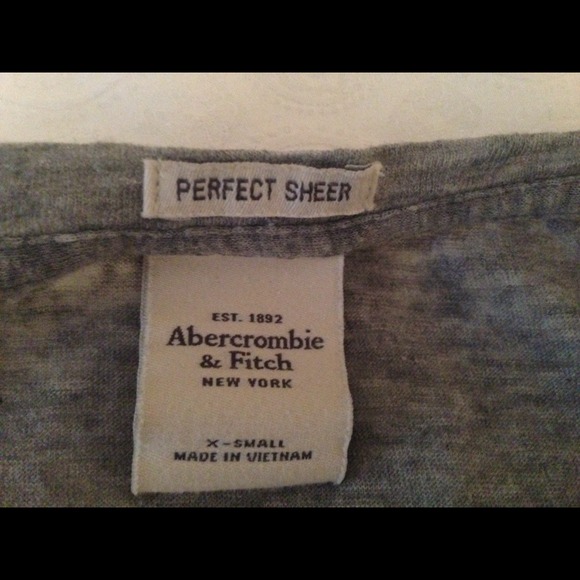 PERFECT SHEER
EST. 1892
Abercrombie
& Fitch
NEW YORK
X-SMALL
MADE IN VIETNAM